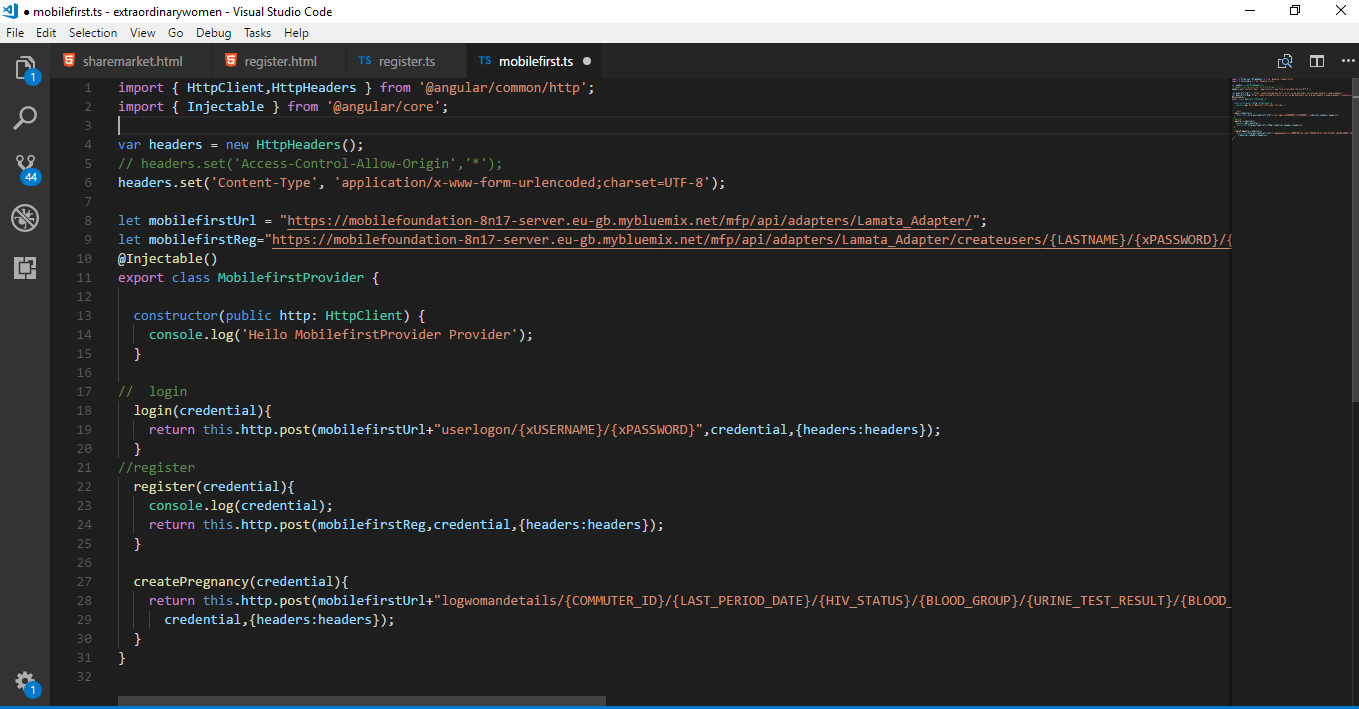 mobilefirst.ts - extraordinarywomen - Visual Studio Code
File Edit Selection View Go Debug Tasks Help
sharemarket.html register.html TS register.ts TS mobilefirst.ts
1 import { HttpClient,HttpHeaders } from '@angular/common/http';
2 import { Injectable } from '@angular/core';
3
4 var headers = new HttpHeaders();
5 // headers.set('Access-Control-Allow-Origin','*');
6 headers.set('Content-Type', 'application/x-www-form-urlencoded;charset=UTF-8');
7
8 let mobilefirstUrl = "https://mobilefoundation-8n17-server.eu-gb.mybluemix.net/mfp/api/adapters/Lamata_Adapter/";
9 let mobilefirstReg="https://mobilefoundation-8n17-server.eu-gb.mybluemix.net/mfp/api/adapters/Lamata_Adapter/createusers/{LASTNAME}/{xPASSWORD}/{
10 @Injectable()
11 export class MobilefirstProvider {
12
13 constructor(public http: HttpClient) {
14 console.log('Hello MobilefirstProvider Provider');
15 }
16
17 //  login
18 login(credential){
19 return this.http.post(mobilefirstUrl+"userlogon/{xUSERNAME}/{xPASSWORD}",credential,{headers:headers});
20 }
21 //register
22 register(credential){
23 console.log(credential);
24 return this.http.post(mobilefirstReg,credential,{headers:headers});
25 }
26
27 createPregnancy(credential){
28 return this.http.post(mobilefirstUrl+"logwomandetails/{COMMUTER_ID}/{LAST_PERIOD_DATE}/{HIV_STATUS}/{BLOOD_GROUP}/{URINE_TEST_RESULT}/{BLOOD_
29 credential,{headers:headers});
30 }
31 }
32
1
44
1